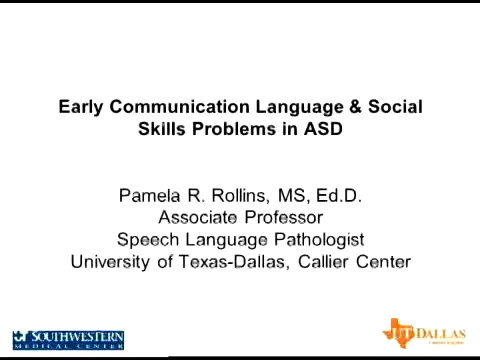 Early Communication Language & Social
Skills Problems in ASD
Pamela R. Rollins, MS, Ed.D.
Associate Professor
Speech Language Pathologist
University of Texas-Dallas, Callier Center
SOUTHWESTERN
MEDICAL CENTER
UT DALLAS